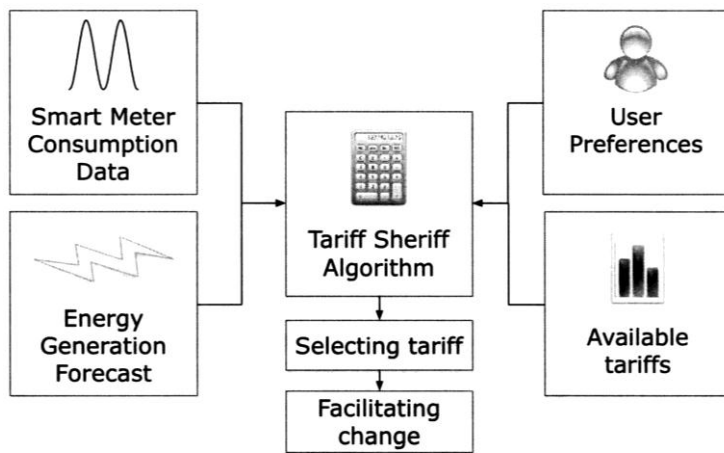 Smart Meter
Consumption
Data
User
Preferences
Tariff Sheriff
Algorithm
Energy
Generation
Forecast
Available
tariffs
Selecting tariff
Facilitating
change